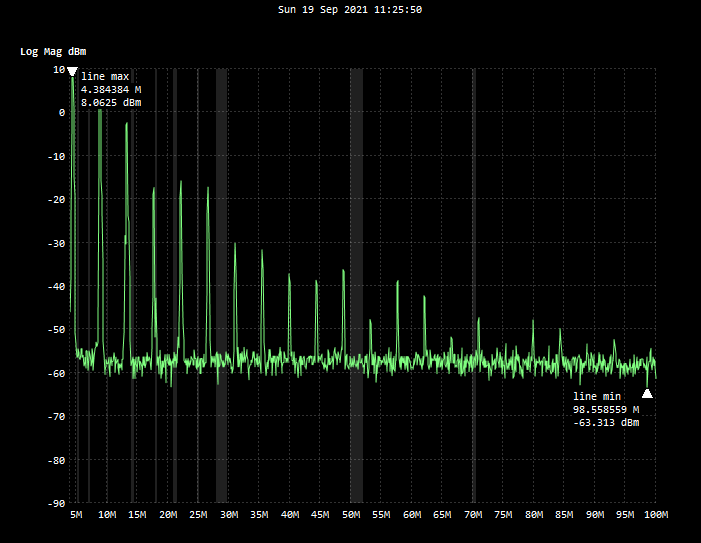 Sun 19 Sep 2021 11:25:50
Log Mag dBm
line max
4.384384 M
8.0625 dBm
10
0
-10
-20
-30
-40
-50
-60
-70
-80
-90
line min
98.558559 M
-63.313 dBm
5M 10M 15M 20M 25M 30M 35M 40M 45M 50M 55M 60M 65M 70M 75M 80M 85M 90M 95M 100M